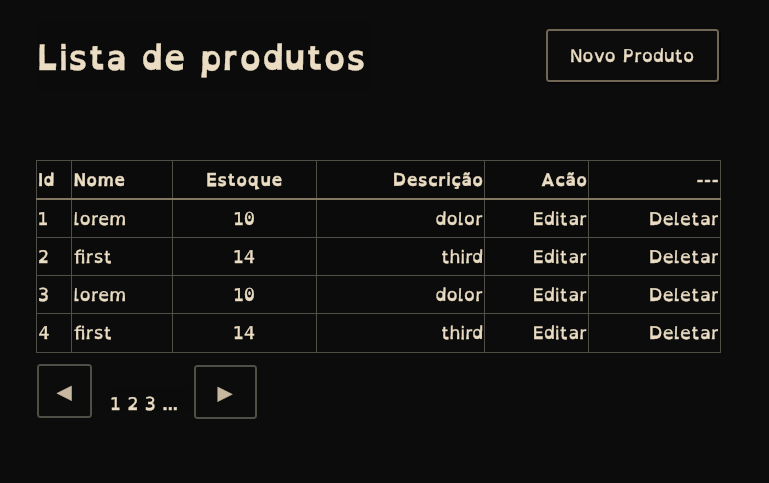 Lista de produtos
Novo Produto
Id Nome Estoque Descrição Acão ---
1 lorem 10 dolor Editar Deletar
2 first 14 third Editar Deletar
3 lorem 10 dolor Editar Deletar
4 first 14 third Editar Deletar
◀ 1 2 3 ... ▶